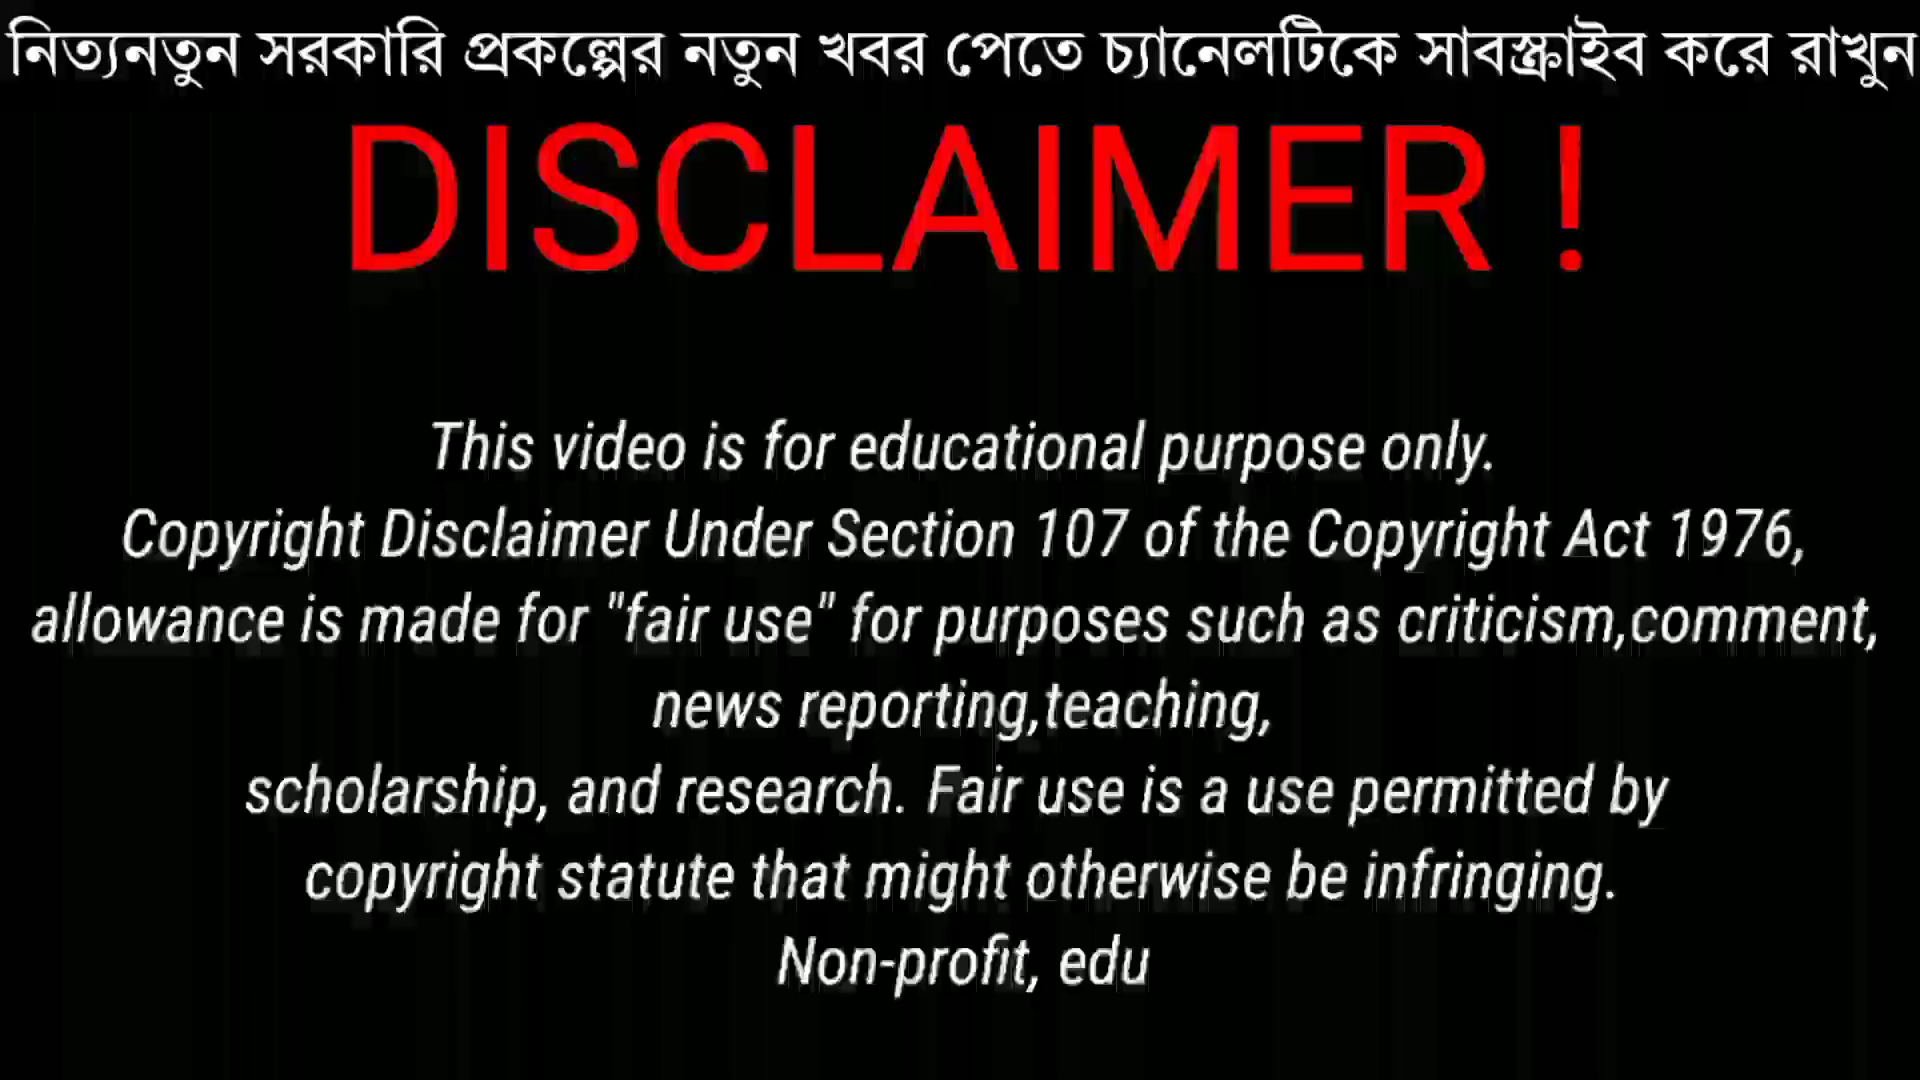 নিত্যনতুন সরকারি প্রকল্পের নতুন খবর পেতে চ্যানেলটিকে সাবস্ক্রাইব করে রাখুন
DISCLAIMER !
This video is for educational purpose only.
Copyright Disclaimer Under Section 107 of the Copyright Act 1976,
allowance is made for "fair use" for purposes such as criticism,comment,
news reporting,teaching,
scholarship, and research. Fair use is a use permitted by
copyright statute that might otherwise be infringing.
Non-profit, edu